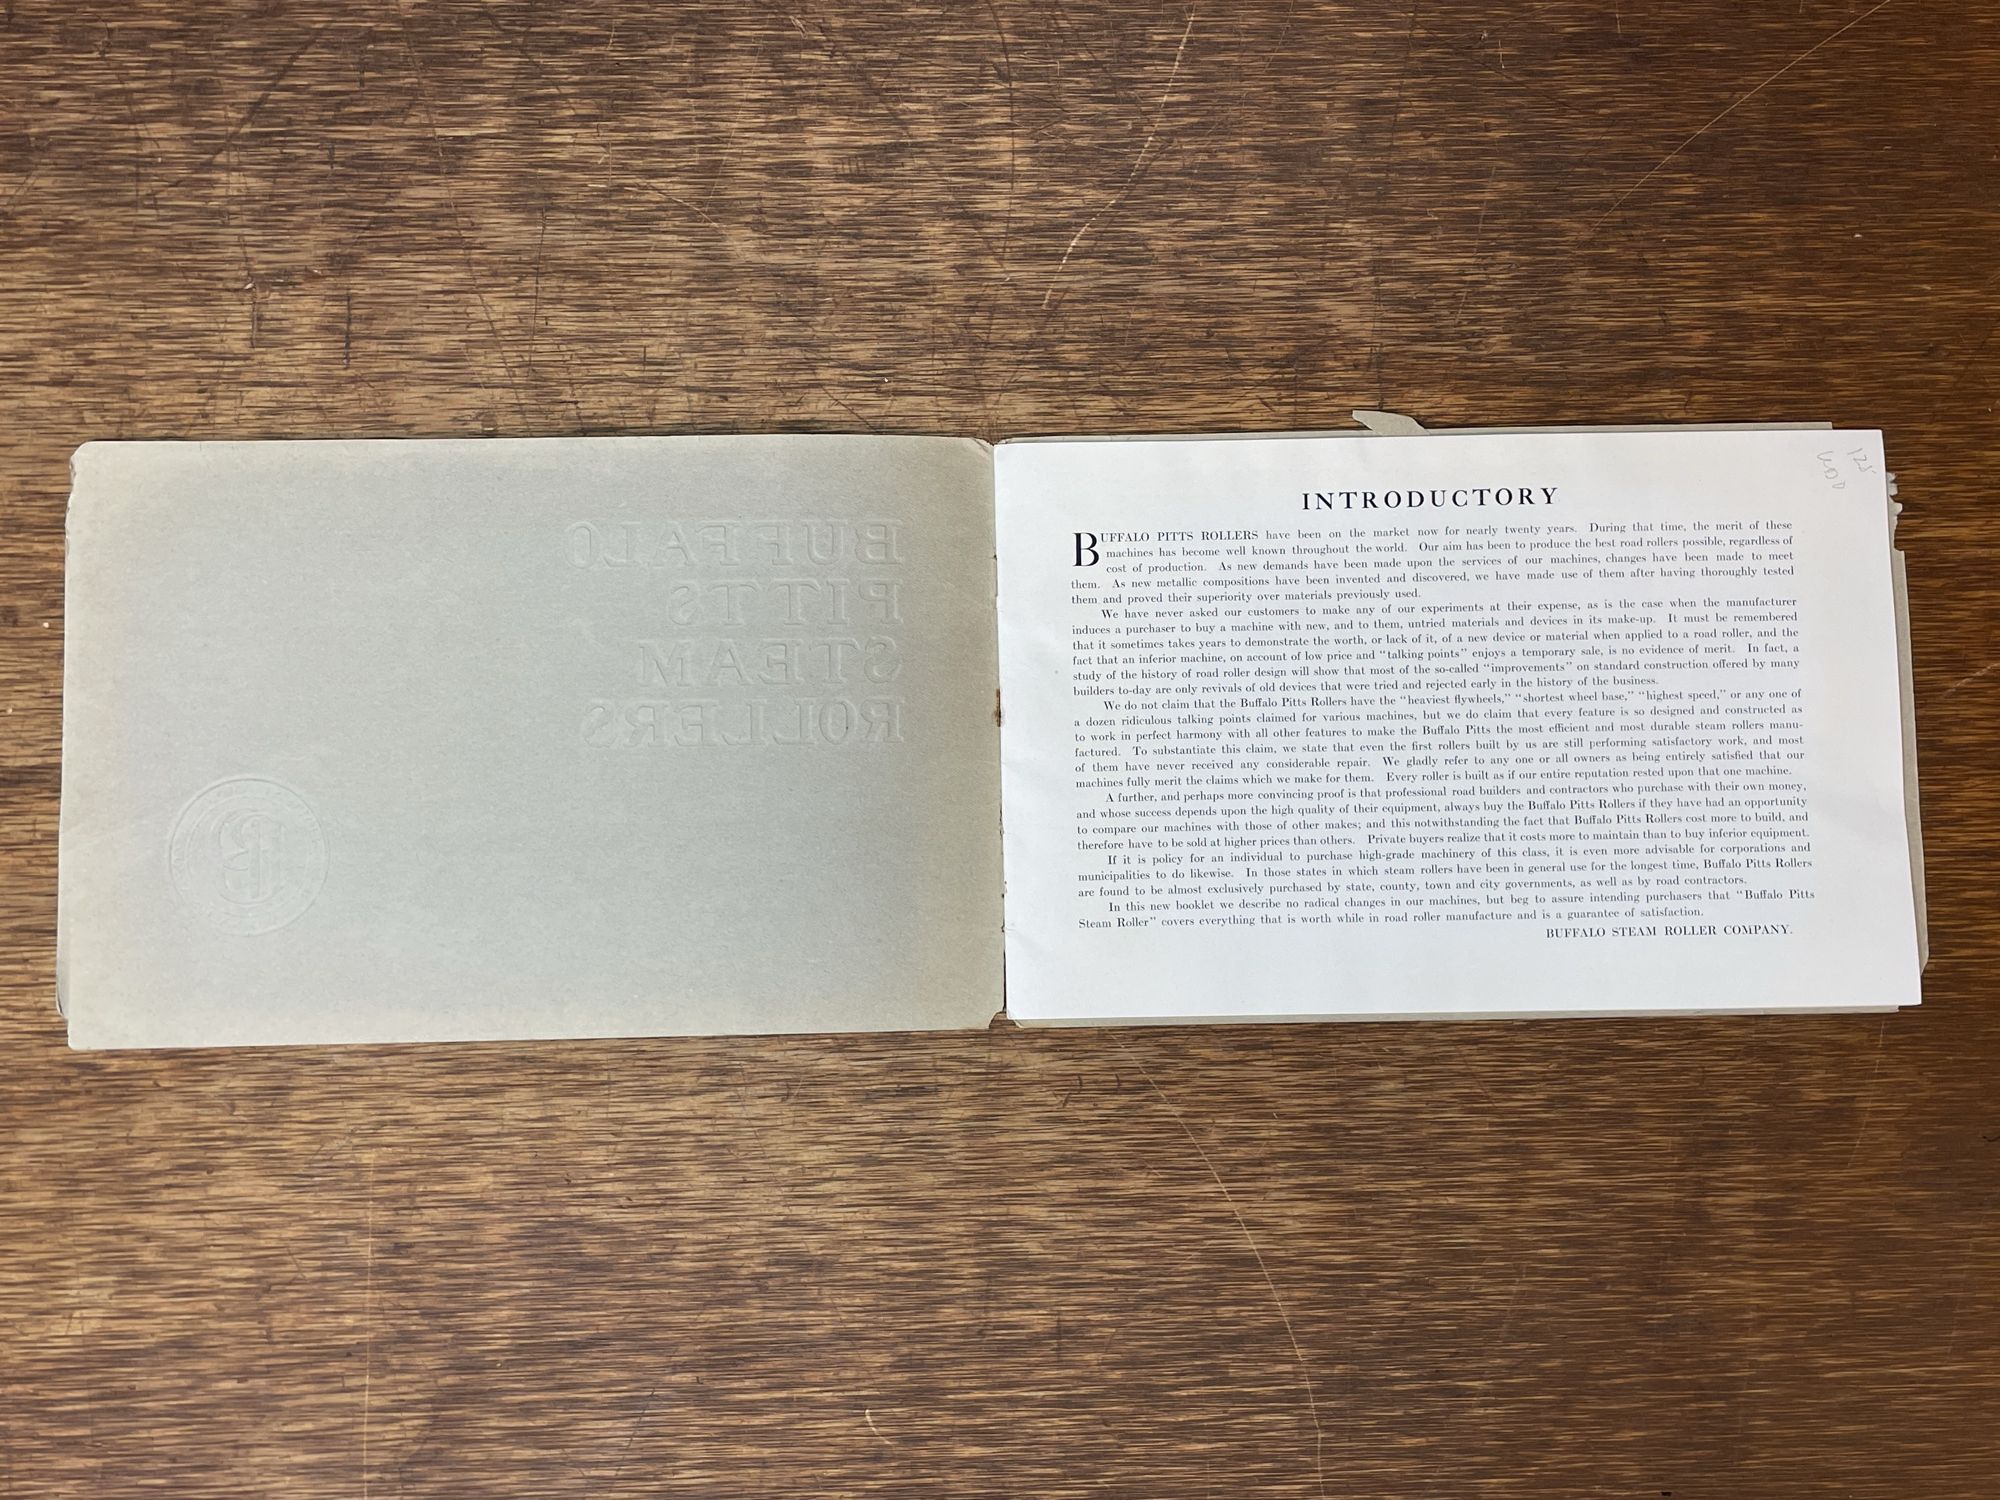 BUFFALO
PITTS
STEAM
ROLLERS
INTRODUCTORY
BUFFALO PITTS ROLLERS have been on the market now for nearly twenty years. During that time, the merit of these
machines has become well known throughout the world. Our aim has been to produce the best road rollers possible, regardless of
cost of production. As new demands have been made upon the services of our machines, changes have been made to meet
them. As new metallic compositions have been invented and discovered, we have made use of them after having thoroughly tested
them and proved their superiority over materials previously used.
We have never asked our customers to make any of our experiments at their expense, as is the case when the manufacturer
induces a purchaser to buy a machine with new, and to them, untried materials and devices in its make-up. It must be remembered
that it sometimes takes years to demonstrate the worth, or lack of it, of a new device or material when applied to a road roller, and the
fact that an inferior machine, on account of low price and "talking points" enjoys a temporary sale, is no evidence of merit. In fact, a
study of the history of road roller design will show that most of the so-called "improvements" on standard construction offered by many
builders to-day are only revivals of old devices that were tried and rejected early in the history of the business.
We do not claim that the Buffalo Pitts Rollers have the "heaviest flywheels," "shortest wheel base," "highest speed," or any one of
a dozen ridiculous talking points claimed for various machines, but we do claim that every feature is so designed and constructed as
to work in perfect harmony with all other features to make the Buffalo Pitts the most efficient and most durable steam rollers manu-
factured. To substantiate this claim, we state that even the first rollers built by us are still performing satisfactory work, and most
of them have never received any considerable repair. We gladly refer to any one or all owners as being entirely satisfied that our
machines fully merit the claims which we make for them. Every roller is built as if our entire reputation rested upon that one machine.
A further, and perhaps more convincing proof is that professional road builders and contractors who purchase with their own money,
and whose success depends upon the high quality of their equipment, always buy the Buffalo Pitts Rollers if they have had an opportunity
to compare our machines with those of other makes; and this notwithstanding the fact that Buffalo Pitts Rollers cost more to build, and
therefore have to be sold at higher prices than others. Private buyers realize that it costs more to maintain than to buy inferior equipment.
If it is policy for an individual to purchase high-grade machinery of this class, it is even more advisable for corporations and
municipalities to do likewise. In those states in which steam rollers have been in general use for the longest time, Buffalo Pitts Rollers
are found to be almost exclusively purchased by state, county, town and city governments, as well as by road contractors.
In this new booklet we describe no radical changes in our machines, but beg to assure intending purchasers that "Buffalo Pitts
Steam Roller" covers everything that is worth while in road roller manufacture and is a guarantee of satisfaction.
BUFFALO STEAM ROLLER COMPANY.